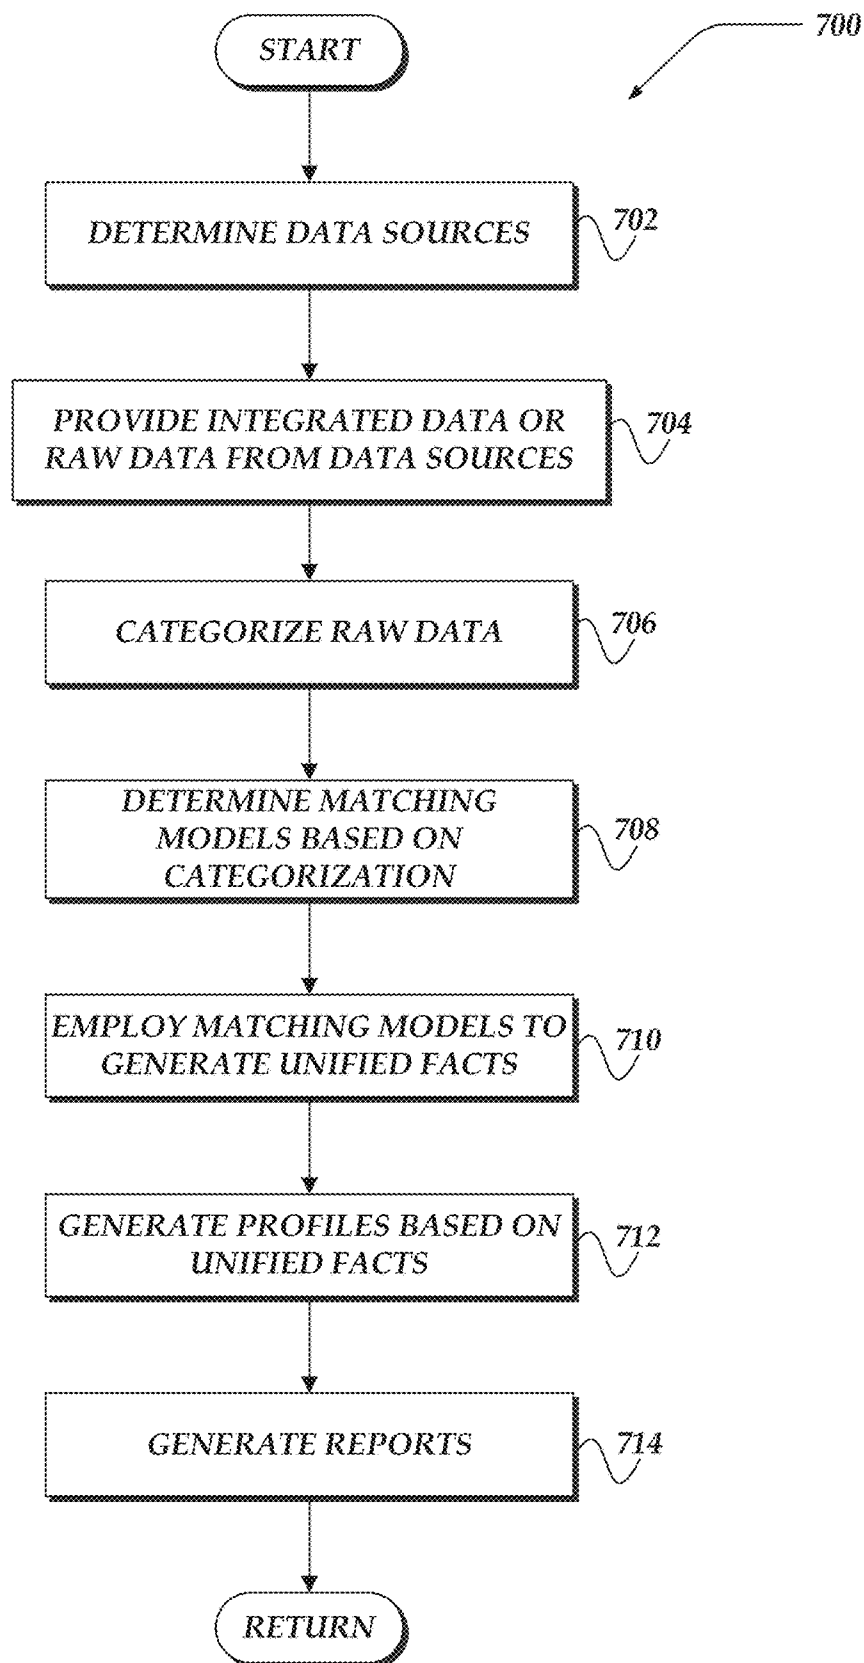 START
700
DETERMINE DATA SOURCES
702
PROVIDE INTEGRATED DATA OR
RAW DATA FROM DATA SOURCES
704
CATEGORIZE RAW DATA
706
DETERMINE MATCHING
MODELS BASED ON
CATEGORIZATION
708
EMPLOY MATCHING MODELS TO
GENERATE UNIFIED FACTS
710
GENERATE PROFILES BASED ON
UNIFIED FACTS
712
GENERATE REPORTS
714
RETURN